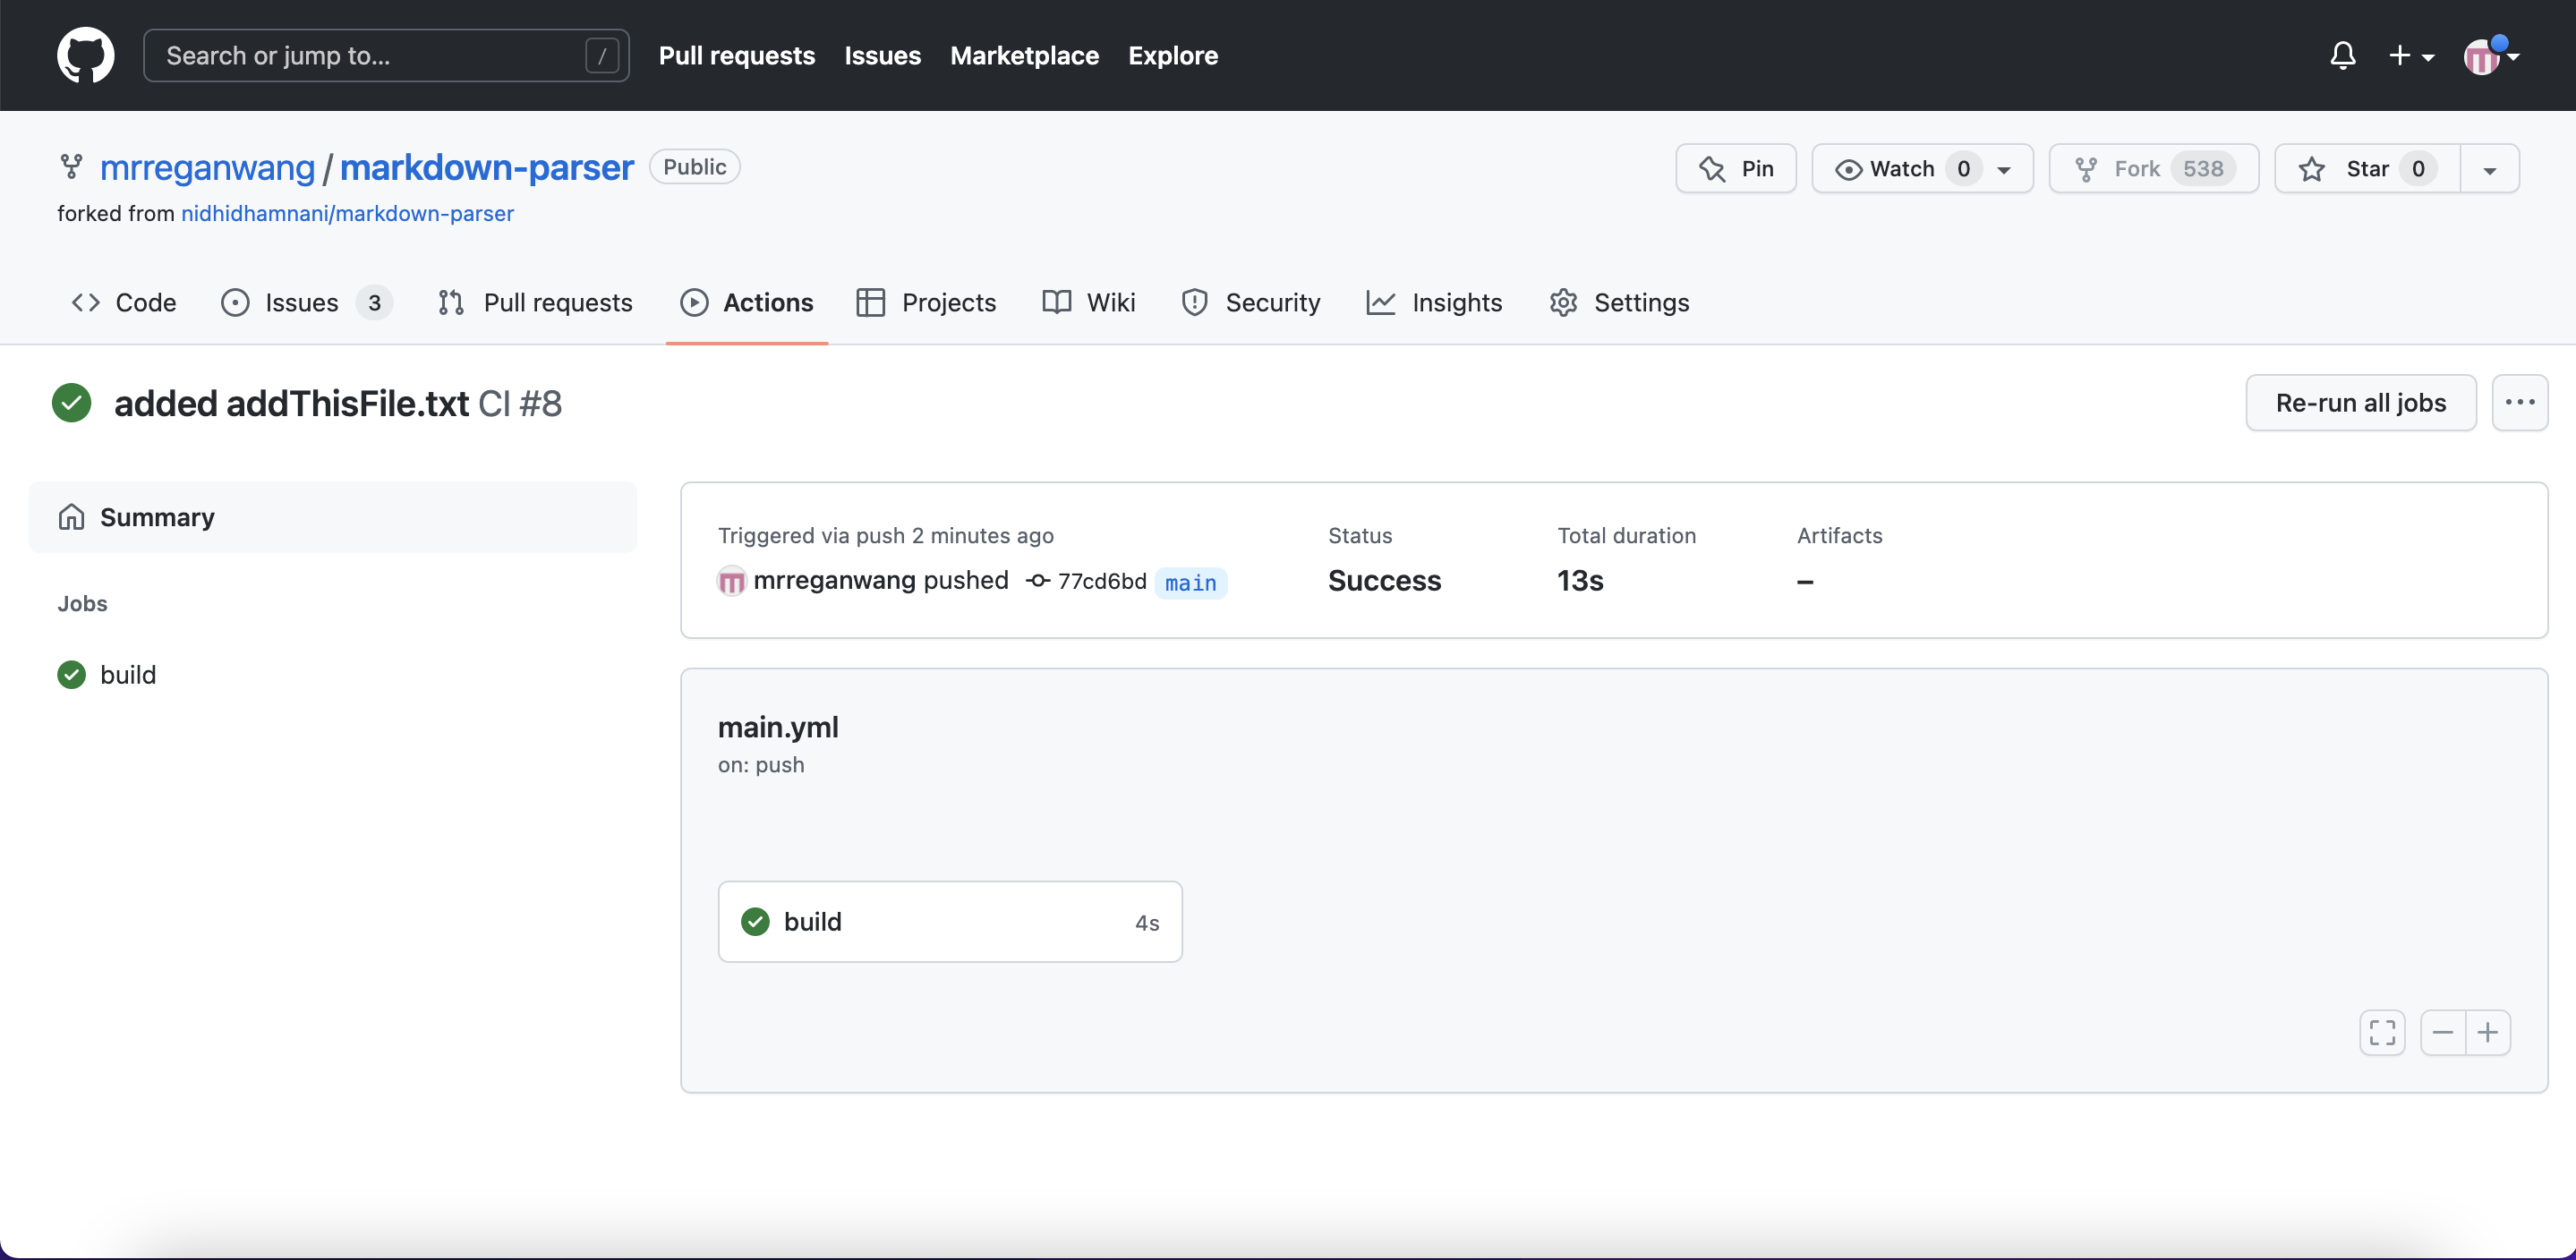 Search or jump to... / Pull requests Issues Marketplace Explore
mrreganwang / markdown-parser Public Pin Watch 0 Fork 538 Star 0
forked from nidhidhamnani/markdown-parser
Code Issues 3 Pull requests Actions Projects Wiki Security Insights Settings
added addThisFile.txt CI #8 Re-run all jobs
Summary
Jobs
build
Triggered via push 2 minutes ago Status Total duration Artifacts
mrreganwang pushed 77cd6bd main Success 13s –
main.yml
on: push
build 4s